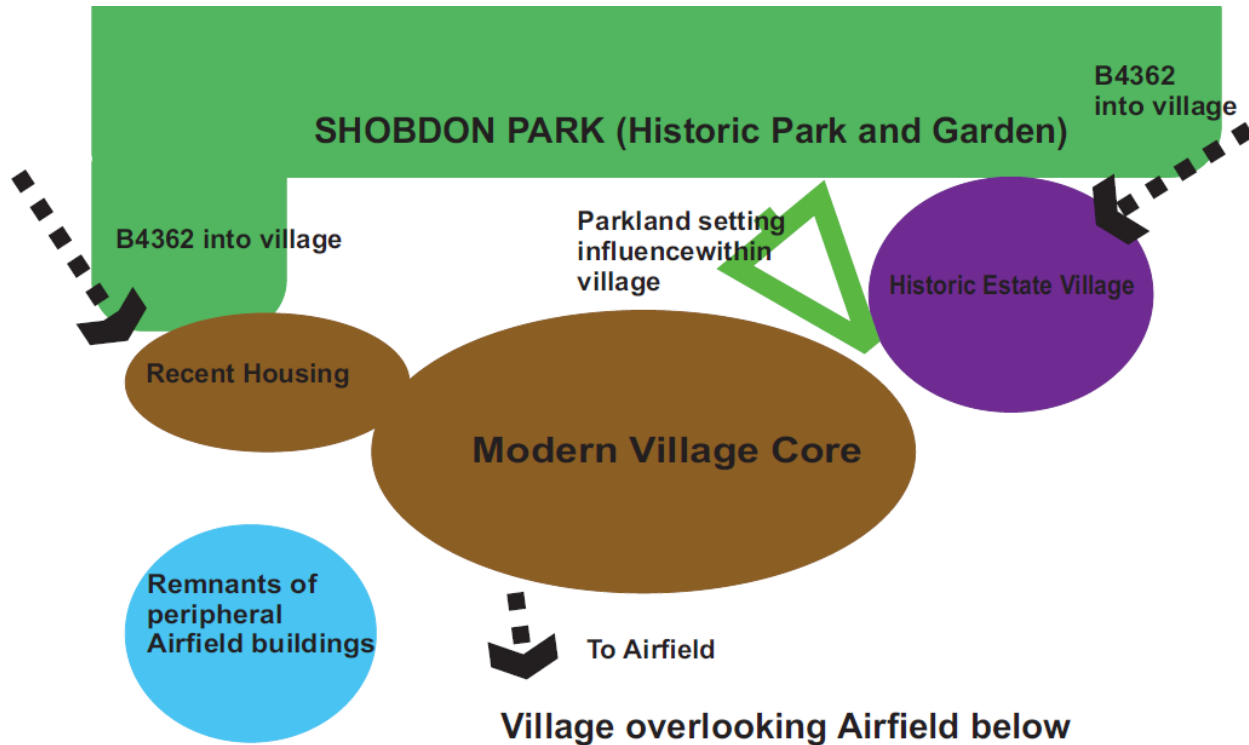 B4362
into village
SHOBDON PARK (Historic Park and Garden)
B4362 into village
Parkland setting
influencewithin
village
Historic Estate Village
Recent Housing
Modern Village Core
Remnants of
peripheral
Airfield buildings
To Airfield
Village overlooking Airfield below